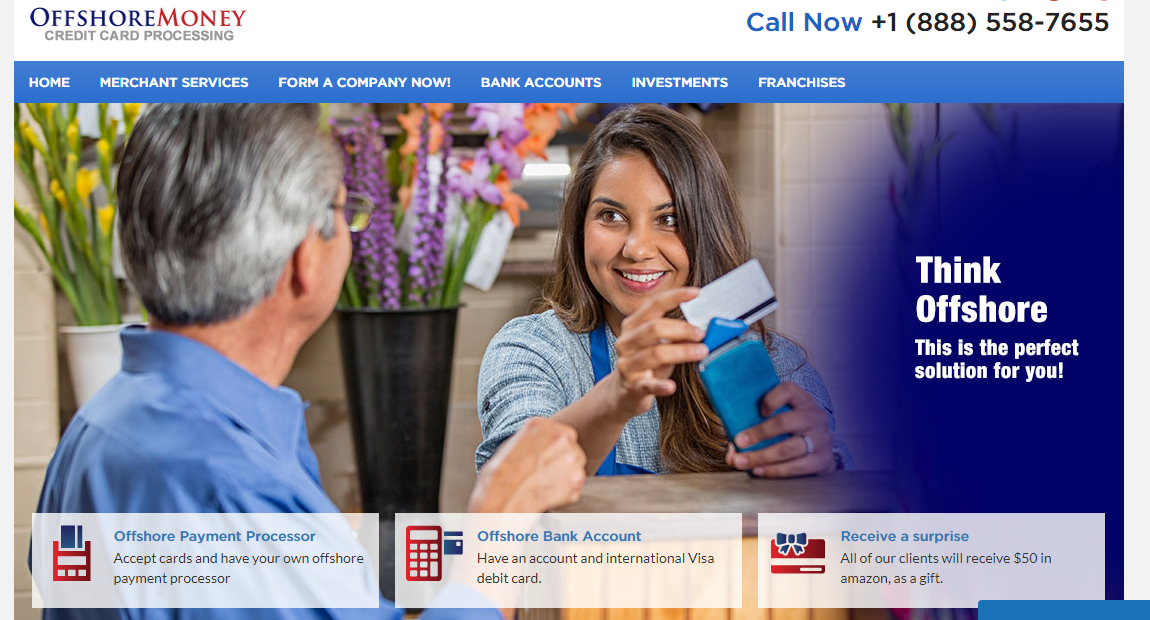 OFFSHOREMONEY
CREDIT CARD PROCESSING
Call Now +1 (888) 558-7655
HOME MERCHANT SERVICES FORM A COMPANY NOW! BANK ACCOUNTS INVESTMENTS FRANCHISES
Think
Offshore
This is the perfect
solution for you!
Offshore Payment Processor
Accept cards and have your own offshore
payment processor
Offshore Bank Account
Have an account and international Visa
debit card.
Receive a surprise
All of our clients will receive $50 in
amazon, as a gift.